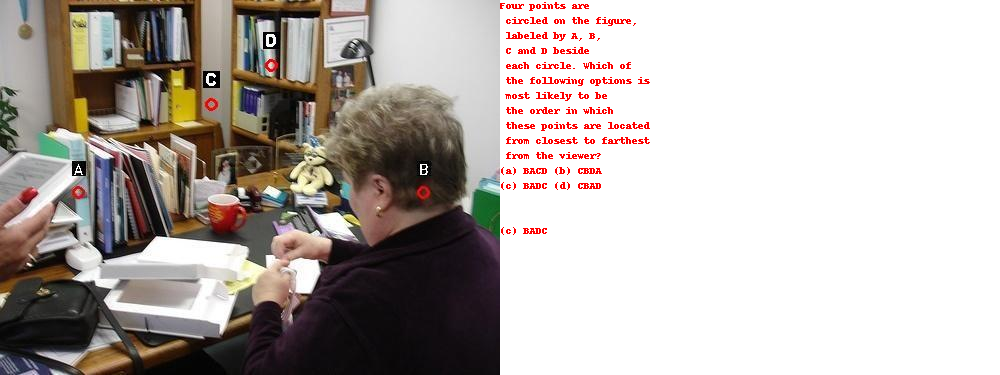 D
C
A
B
Four points are
circled on the figure,
labeled by A, B,
C and D beside
each circle. Which of
the following options is
most likely to be
the order in which
these points are located
from closest to farthest
from the viewer?
(a) BACD (b) CBDA
(c) BADC (d) CBAD
(c) BADC